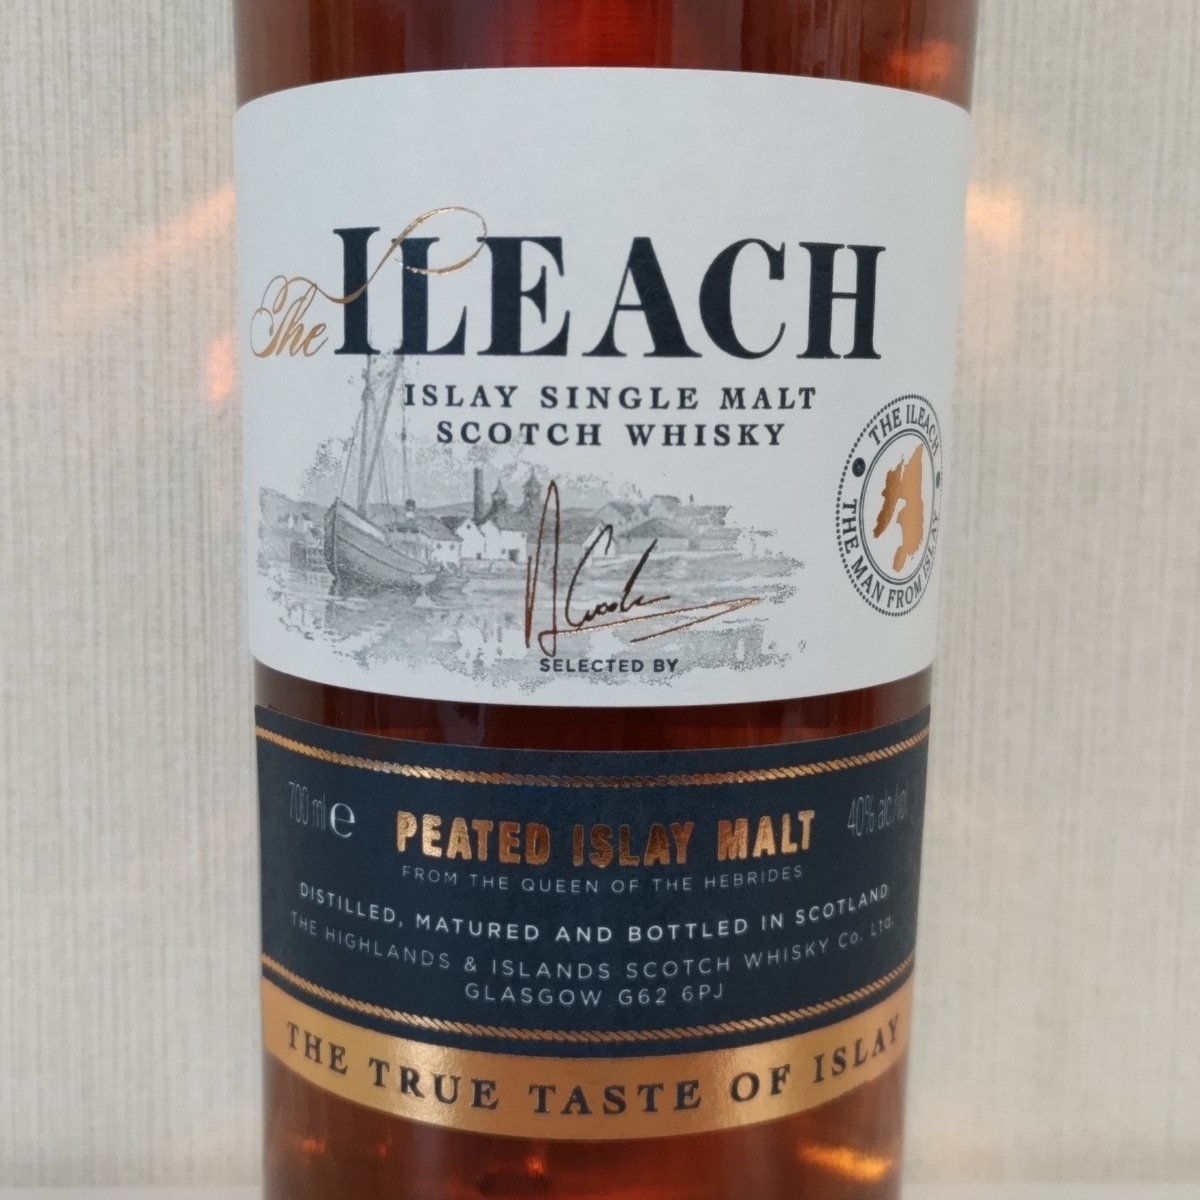 The ILEACH
ISLAY SINGLE MALT
SCOTCH WHISKY
THE ILEACH
THE MAN FROM ISLAY
SELECTED BY
700 ml e
PEATED ISLAY MALT
40% alc./vol.
FROM THE QUEEN OF THE HEBRIDES
DISTILLED, MATURED AND BOTTLED IN SCOTLAND
THE HIGHLANDS & ISLANDS SCOTCH WHISKY Co. Ltd.
GLASGOW G62 6PJ
THE TRUE TASTE OF ISLAY